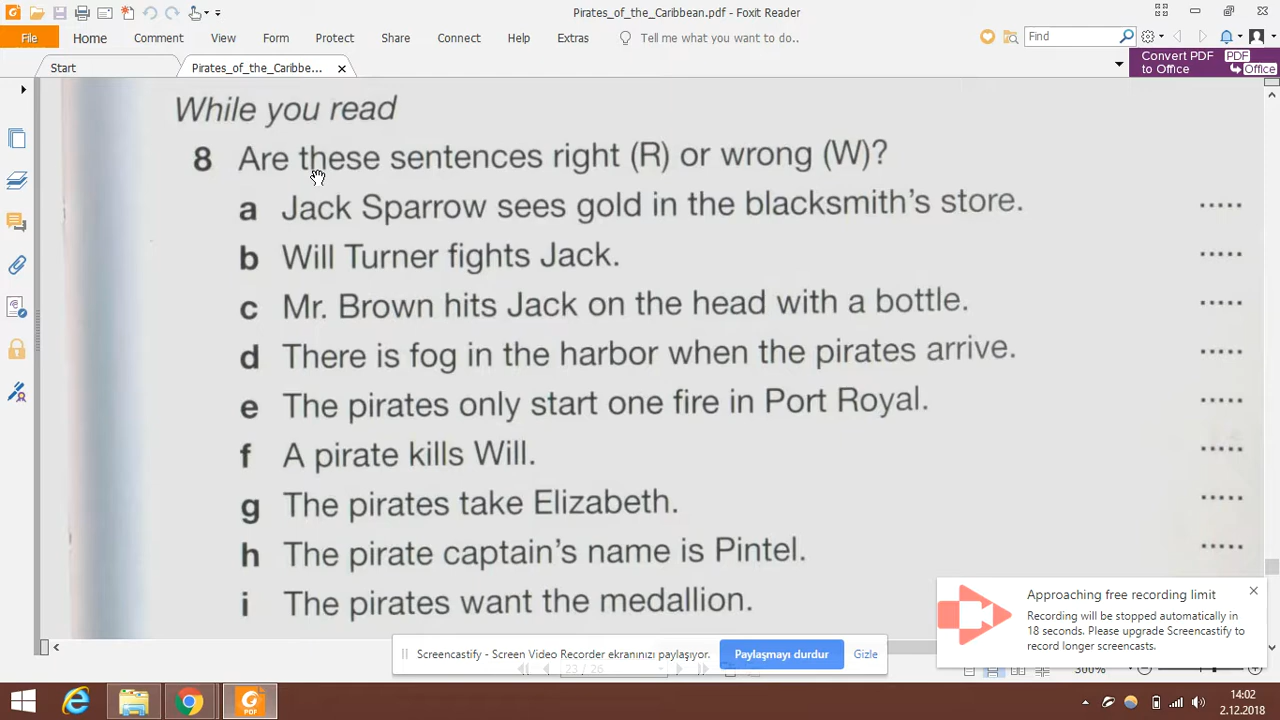 Pirates_of_the_Caribbean.pdf - Foxit Reader
File Home Comment View Form Protect Share Connect Help Extras Tell me what you want to do.. Find
Start Pirates_of_the_Caribbe... Convert PDF to Office PDF Office
While you read
8 Are these sentences right (R) or wrong (W)?
a Jack Sparrow sees gold in the blacksmith's store. .....
b Will Turner fights Jack. .....
c Mr. Brown hits Jack on the head with a bottle. .....
d There is fog in the harbor when the pirates arrive. .....
e The pirates only start one fire in Port Royal. .....
f A pirate kills Will. .....
g The pirates take Elizabeth. .....
h The pirate captain's name is Pintel. .....
i The pirates want the medallion.
Approaching free recording limit
Recording will be stopped automatically in
18 seconds. Please upgrade Screencastify to
record longer screencasts.
Screencastify - Screen Video Recorder ekranınızı paylaşıyor. Paylaşmayı durdur Gizle
23 / 26 300%
PDF
14:02
2.12.2018